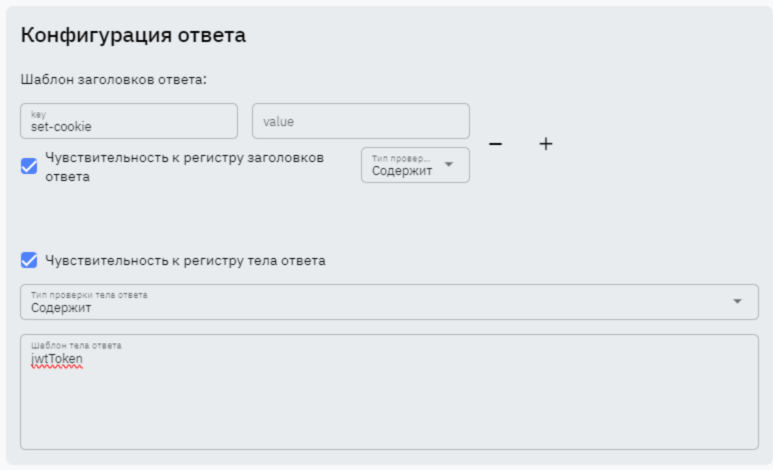 Конфигурация ответа
Шаблон заголовков ответа:
key
set-cookie
value
Чувствительность к регистру заголовков
ответа
Тип провер...
Содержит
Чувствительность к регистру тела ответа
Тип проверки тела ответа
Содержит
Шаблон тела ответа
jwtToken